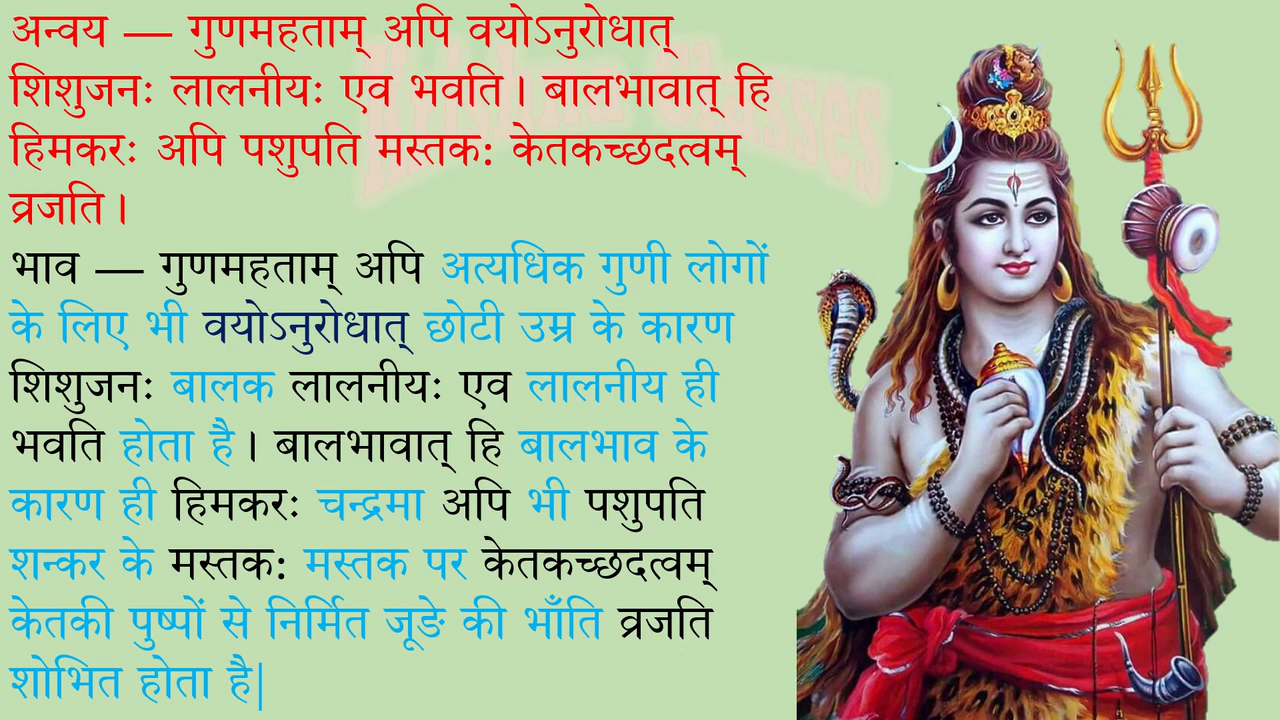 अन्वय — गुणमहताम् अपि वयोऽनुरोधात्
शिशुजनः लालनीयः एव भवति। बालभावात् हि
हिमकरः अपि पशुपति मस्तक: केतकच्छदत्वम्
व्रजति।
भाव — गुणमहताम् अपि अत्यधिक गुणी लोगों
के लिए भी वयोऽनुरोधात् छोटी उम्र के कारण
शिशुजनः बालक लालनीयः एव लालनीय ही
भवति होता है। बालभावात् हि बालभाव के
कारण ही हिमकरः चन्द्रमा अपि भी पशुपति
शन्कर के मस्तक: मस्तक पर केतकच्छदत्वम्
केतकी पुष्पों से निर्मित जूङे की भाँति व्रजति
शोभित होता है|